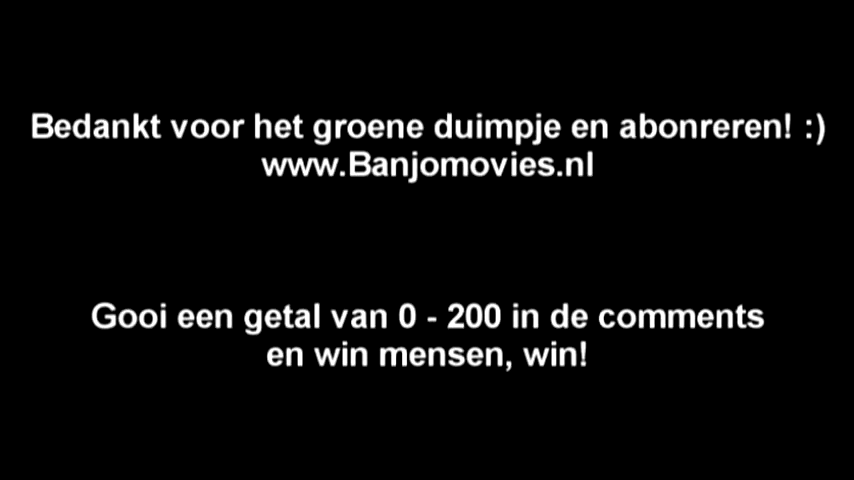 Bedankt voor het groene duimpje en abonreren! :)
www.Banjomovies.nl
Gooi een getal van 0 - 200 in de comments
en win mensen, win!